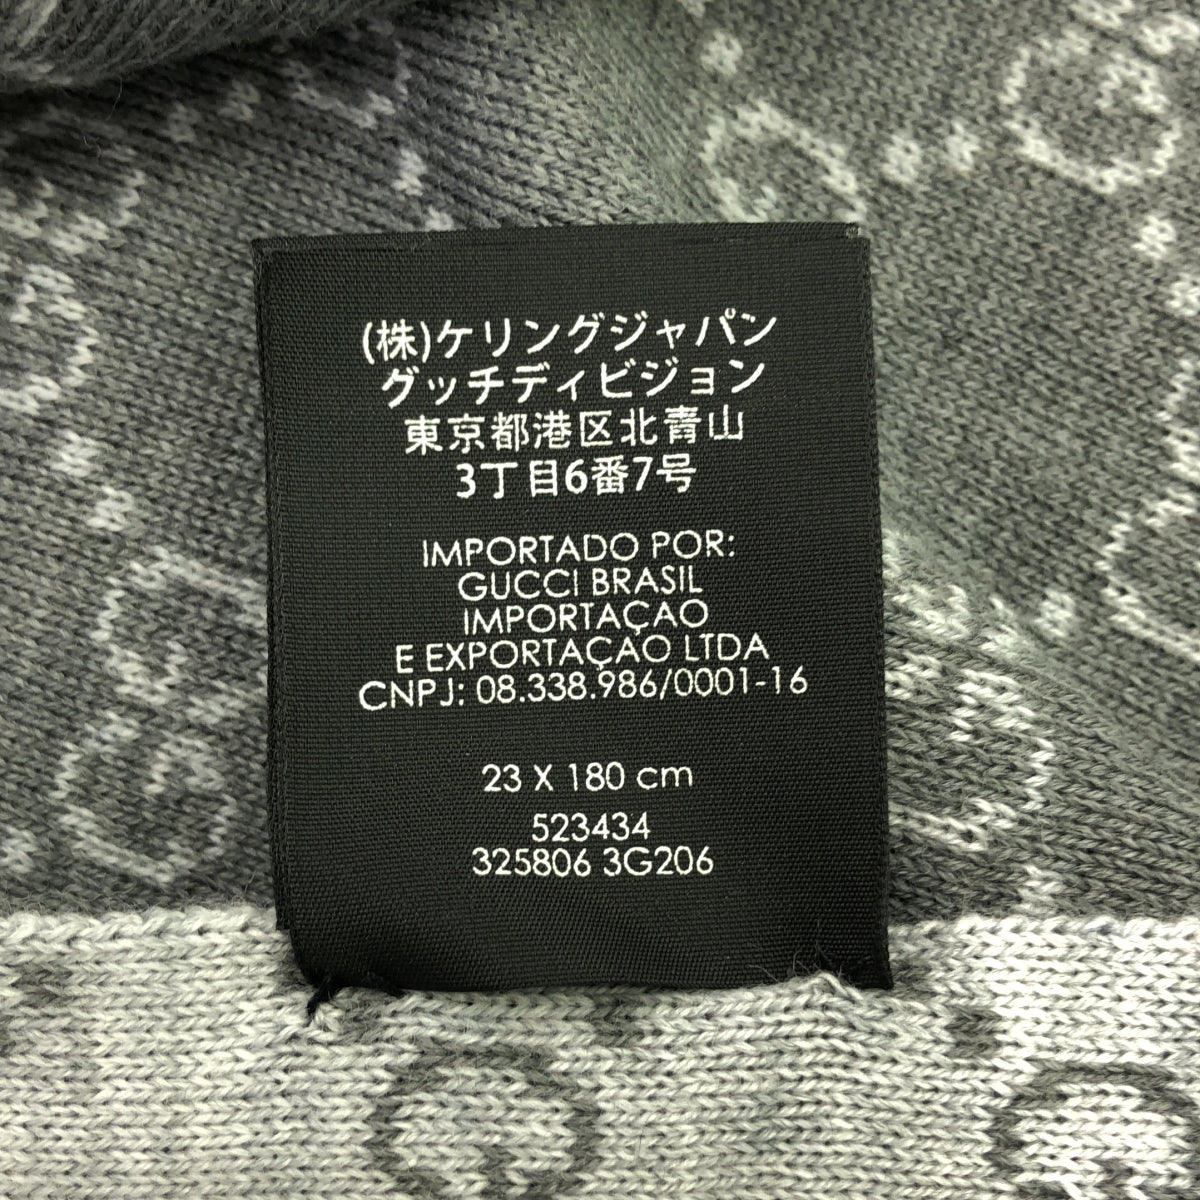 (株)ケリングジャパン
グッチディビジョン
東京都港区北青山
3丁目6番7号
IMPORTADO POR:
GUCCI BRASIL
IMPORTAÇAO
E EXPORTAÇAO LTDA
CNPJ: 08.338.986/0001-16
23 X 180 cm
523434
325806 3G206